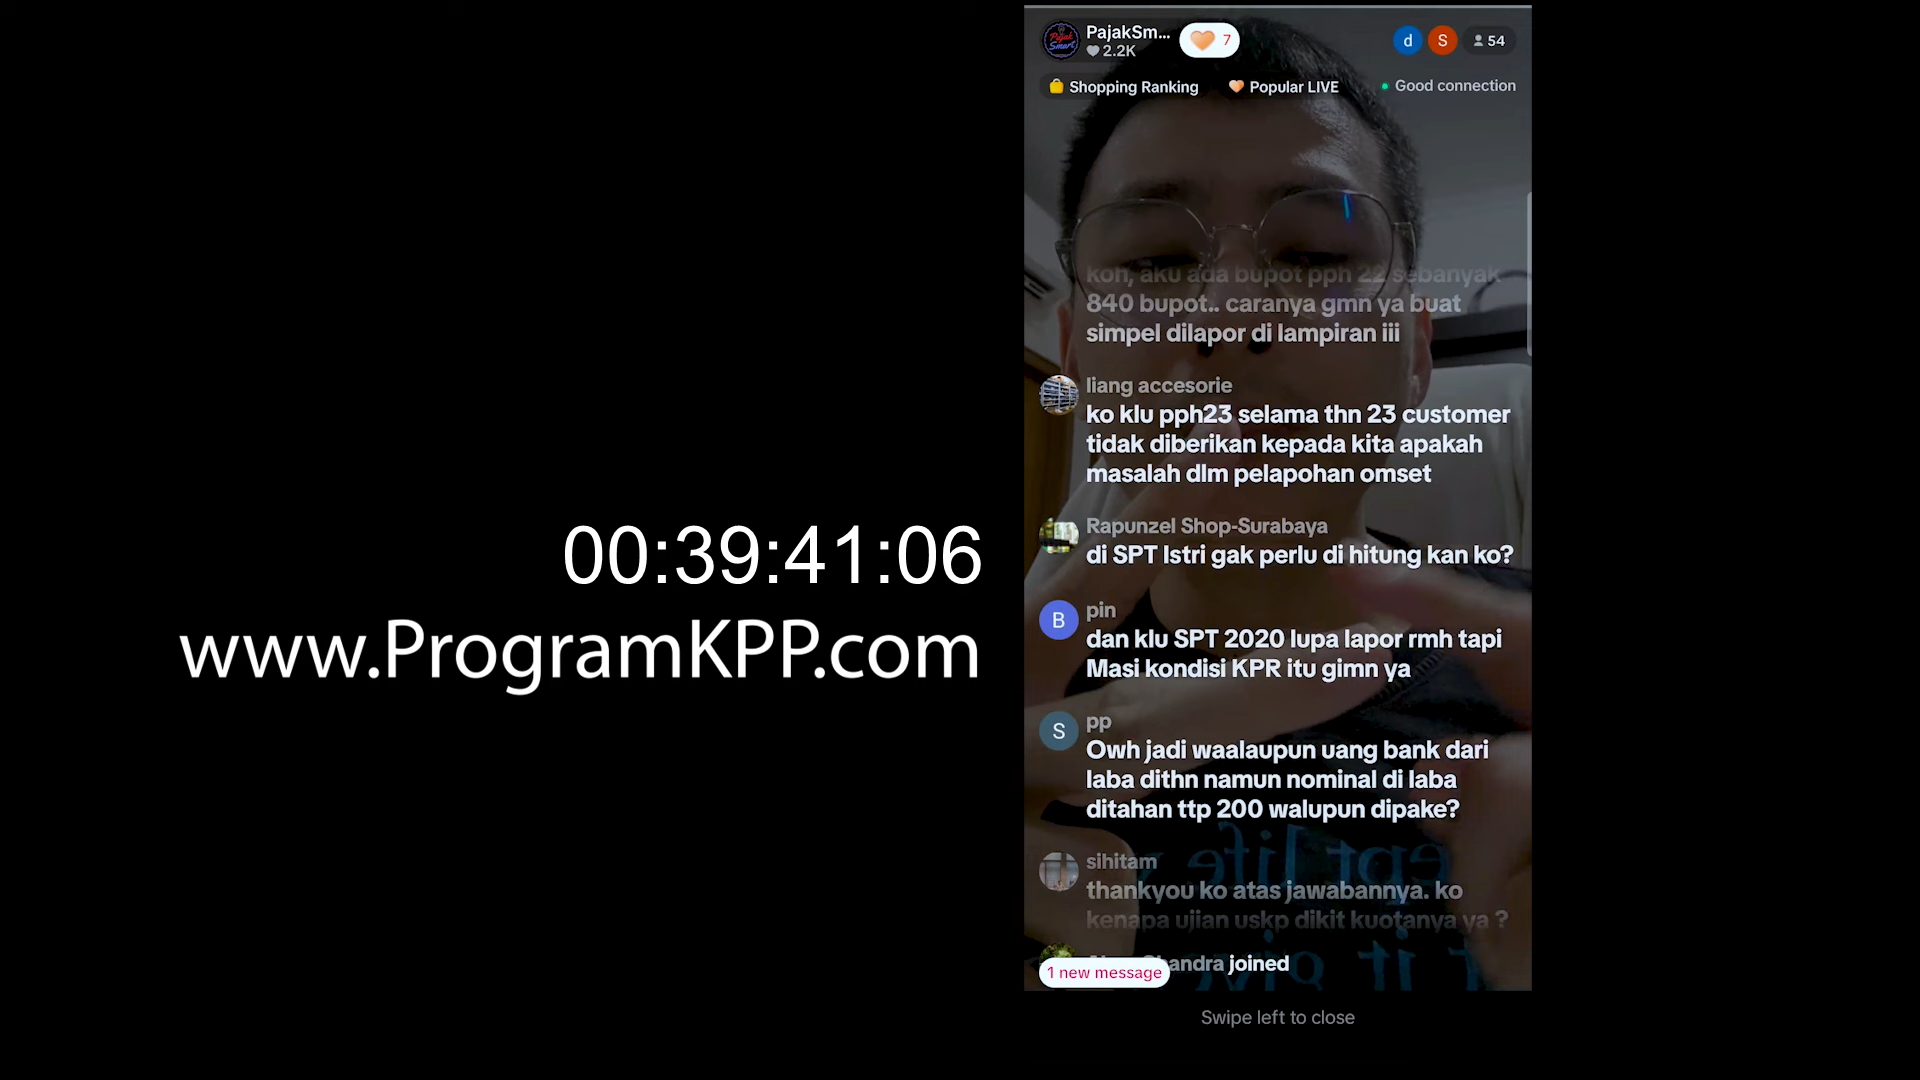 PajakSm...
2.2K
7
d
S
54
Shopping Ranking
Popular LIVE
Good connection
koh, aku ada bupot pph 22 sebanyak
840 bupot.. caranya gmn ya buat
simpel dilapor di lampiran iii
liang accesorie
ko klu pph23 selama thn 23 customer
tidak diberikan kepada kita apakah
masalah dlm pelapohan omset
Rapunzel Shop-Surabaya
di SPT Istri gak perlu di hitung kan ko?
00:39:41:06
www.ProgramKPP.com
B
pin
dan klu SPT 2020 lupa lapor rmh tapi
Masi kondisi KPR itu gimn ya
S
pp
Owh jadi waalaupun uang bank dari
laba dithn namun nominal di laba
ditahan ttp 200 walupun dipake?
sihitam
thankyou ko atas jawabannya. ko
kenapa ujian uskp dikit kuotanya ya ?
joined
1 new message
Swipe left to close